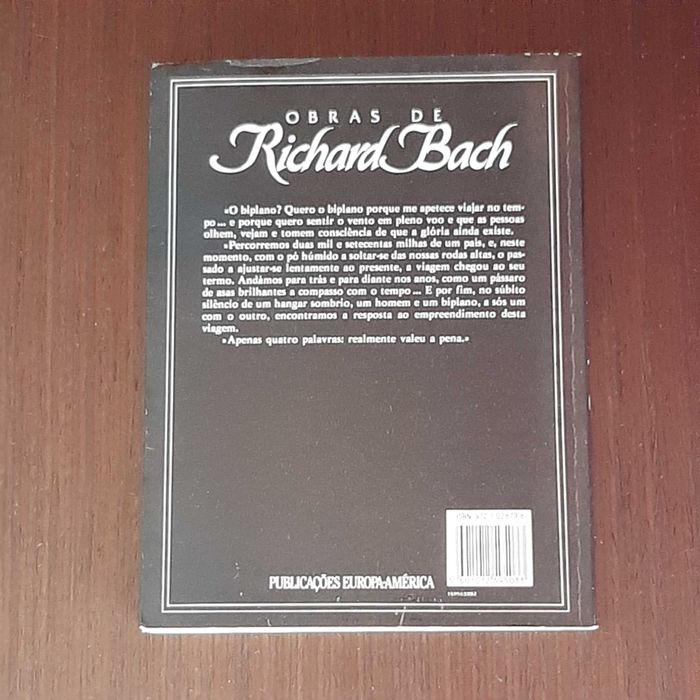 OBRAS DE
Richard Bach
«O biplano? Quero o biplano porque me apetece viajar no tem-
po... e porque quero sentir o vento em pleno voo e que as pessoas
olhem, vejam e tomem consciência de que a glória ainda existe.
»Percorremos duas mil e setecentas milhas de um país, e, neste
momento, com o pó húmido a soltar-se das nossas rodas altas, o pas-
sado a ajustar-se lentamente ao presente, a viagem chegou ao seu
termo. Andámos para trás e para diante nos anos, como um pássaro
de asas brilhantes a compasso com o tempo... E por fim, no súbito
silêncio de um hangar sombrio, um homem e um biplano, a sós um
com o outro, encontramos a resposta ao empreendimento desta
viagem.
»Apenas quatro palavras: realmente valeu a pena.»
ISBN
PUBLICAÇÕES EUROPA-AMÉRICA